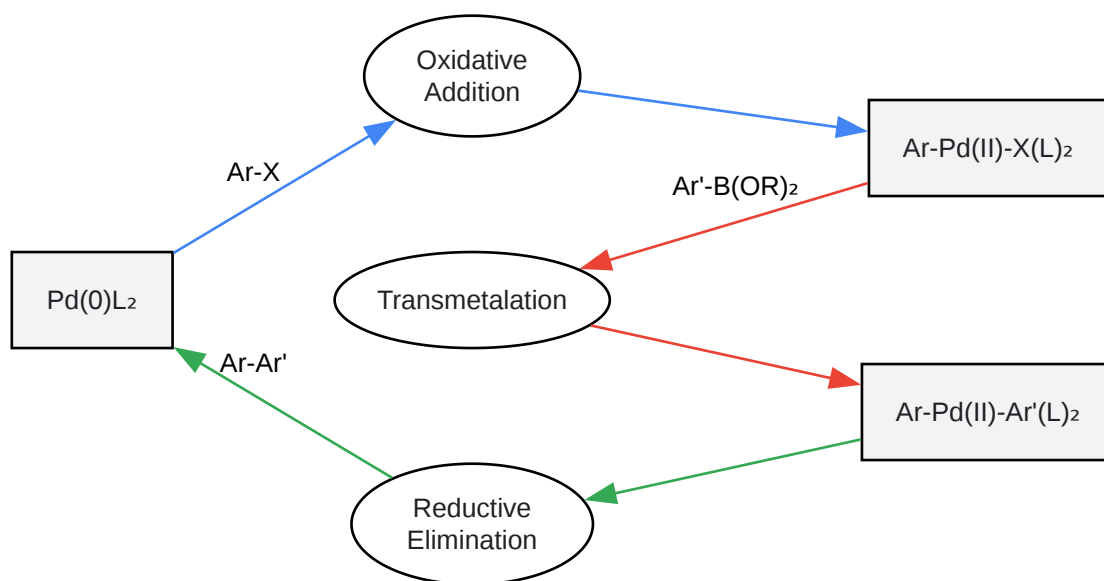 Oxidative
Addition
Ar-X
Ar-Pd(II)-X(L)₂
Ar'-B(OR)₂
Pd(0)L₂
Transmetalation
Ar-Ar'
Ar-Pd(II)-Ar'(L)₂
Reductive
Elimination